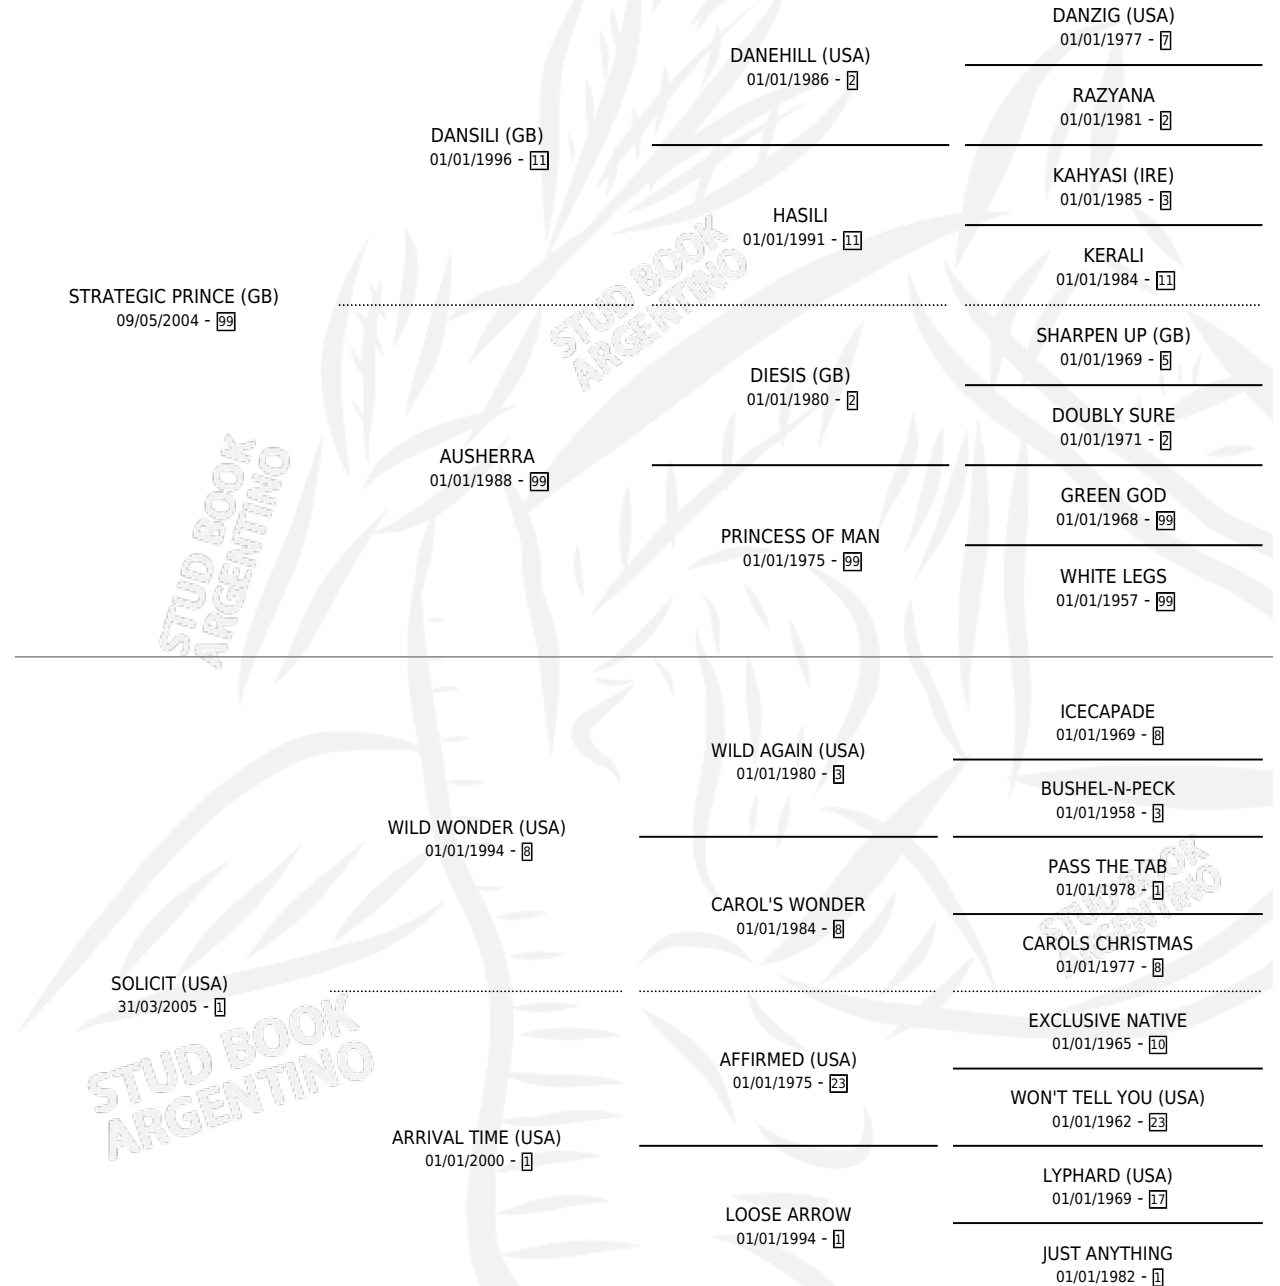 DANZIG (USA)
01/01/1977 - 7
DANEHILL (USA)
01/01/1986 - 2
RAZYANA
01/01/1981 - 2
DANSILI (GB)
01/01/1996 - 11
KAHYASI (IRE)
01/01/1985 - 3
HASILI
01/01/1991 - 11
KERALI
01/01/1984 - 11
STRATEGIC PRINCE (GB)
09/05/2004 - 99
SHARPEN UP (GB)
01/01/1969 - 5
DIESIS (GB)
01/01/1980 - 2
DOUBLY SURE
01/01/1971 - 2
AUSHERRA
01/01/1988 - 99
GREEN GOD
01/01/1968 - 99
PRINCESS OF MAN
01/01/1975 - 99
WHITE LEGS
01/01/1957 - 99
ICECAPADE
01/01/1969 - 8
WILD AGAIN (USA)
01/01/1980 - 3
BUSHEL-N-PECK
01/01/1958 - 3
WILD WONDER (USA)
01/01/1994 - 8
PASS THE TAB
01/01/1978 - 1
CAROL'S WONDER
01/01/1984 - 8
CAROLS CHRISTMAS
01/01/1977 - 8
SOLICIT (USA)
31/03/2005 - 1
EXCLUSIVE NATIVE
01/01/1965 - 10
AFFIRMED (USA)
01/01/1975 - 23
WON'T TELL YOU (USA)
01/01/1962 - 23
ARRIVAL TIME (USA)
01/01/2000 - 1
LYPHARD (USA)
01/01/1969 - 17
LOOSE ARROW
01/01/1994 - 1
JUST ANYTHING
01/01/1982 - 1
STUD BOOK
ARGENTINO
STUD BOOK
ARGENTINO
STUD BOOK
ARGENTINO
STUD BOOK
ARGENTINO